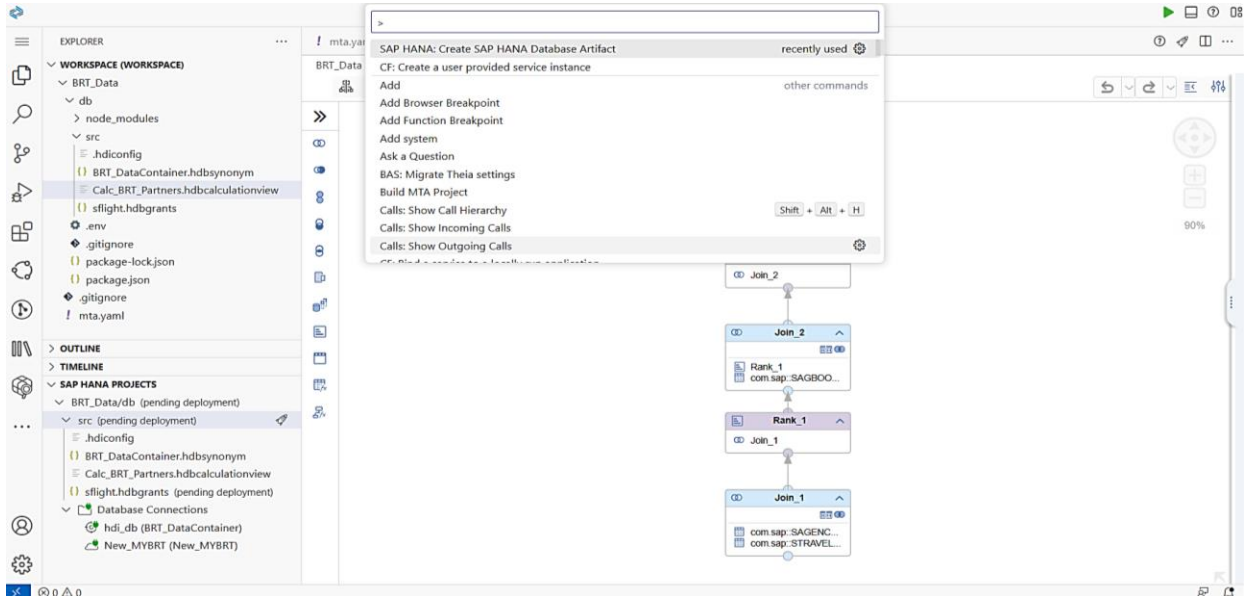 >
SAP HANA: Create SAP HANA Database Artifact recently used
CF: Create a user provided service instance
Add other commands
Add Browser Breakpoint
Add Function Breakpoint
Add system
Ask a Question
BAS: Migrate Theia settings
Build MTA Project
Calls: Show Call Hierarchy Shift + Alt + H
Calls: Show Incoming Calls
Calls: Show Outgoing Calls
EXPLORER ...
! mta.ya
BRT_Data
WORKSPACE (WORKSPACE)
BRT_Data
db
node_modules
src
.hdiconfig
{} BRT_DataContainer.hdbsynonym
Calc_BRT_Partners.hdbcalculationview
{} sflight.hdbgrants
.env
.gitignore
{} package-lock.json
{} package.json
.gitignore
! mta.yaml
OUTLINE
TIMELINE
SAP HANA PROJECTS
BRT_Data/db (pending deployment)
src (pending deployment)
.hdiconfig
{} BRT_DataContainer.hdbsynonym
Calc_BRT_Partners.hdbcalculationview
{} sflight.hdbgrants (pending deployment)
Database Connections
hdi_db (BRT_DataContainer)
New_MYBRT (New_MYBRT)
0 0
90%
Join_2
Join_2
Rank_1
com.sap::SAGBOO...
Rank_1
Join_1
Join_1
com.sap::SAGENC...
com.sap::STRAVEL...